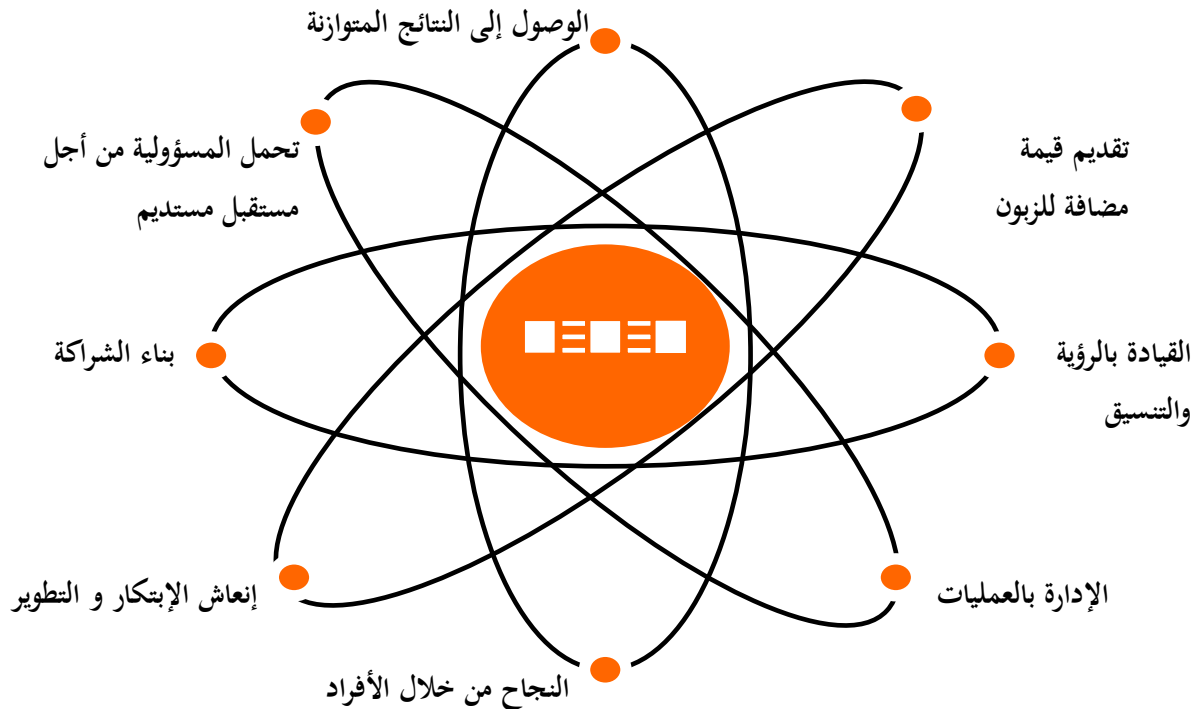 الوصول إلى النتائج المتوازنة
تقديم قيمة
مضافة للزبون
القيادة بالرؤية
والتنسيق
الإدارة بالعمليات
النجاح من خلال الأفراد
إنعاش الإبتكار و التطوير
بناء الشراكة
تحمل المسؤولية من أجل
مستقبل مستديم